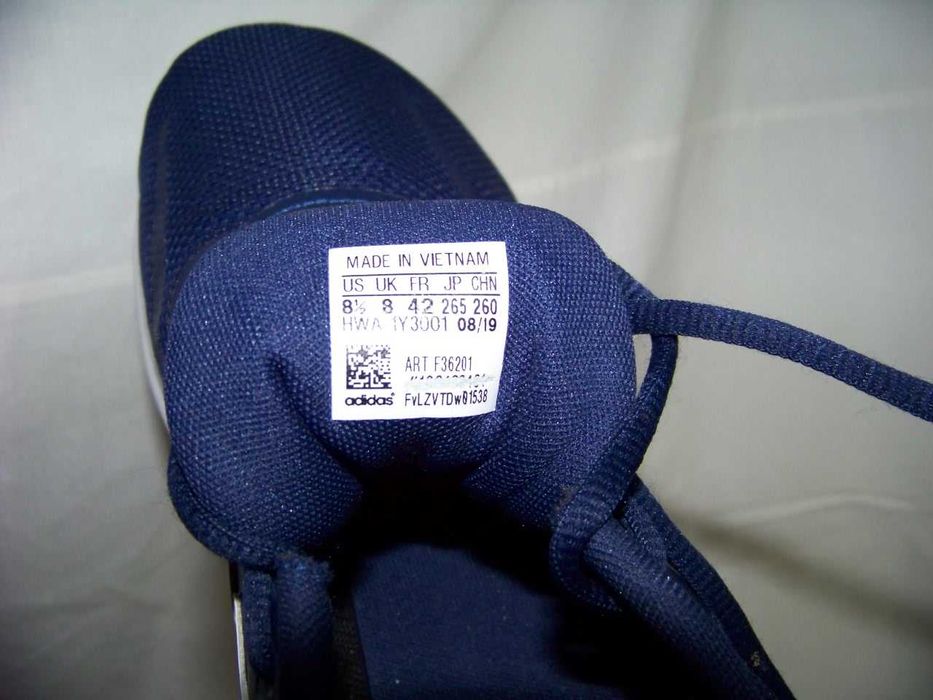 MADE IN VIETNAM
US UK FR JP CHN
8½ 8 42 265 260
HWA 1Y3001 08/19
ART F36201
FvLZVTDw01538
adidas